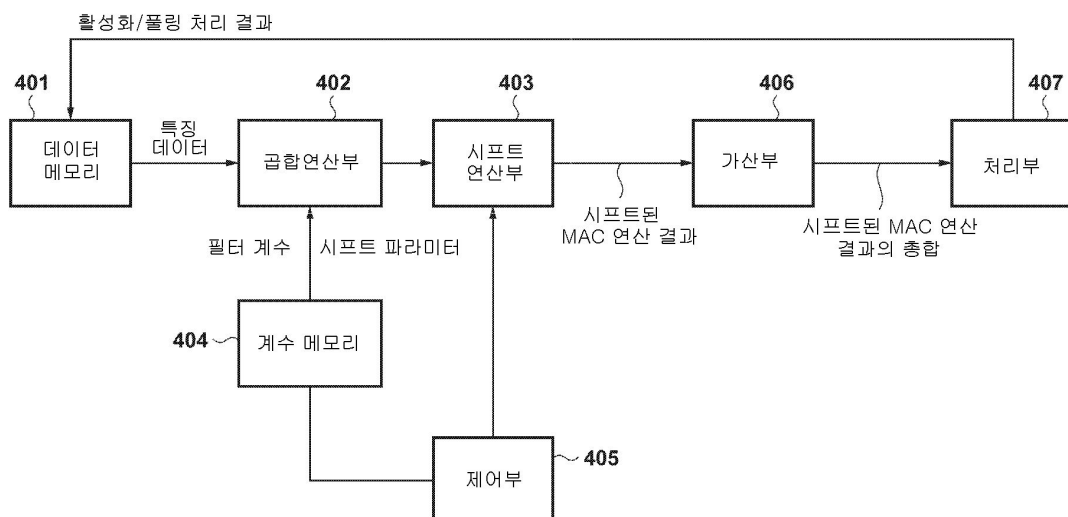 활성화/풀링 처리 결과
401
402
403
406
407
데이터
메모리
특징
데이터
곱합연산부
시프트
연산부
가산부
처리부
시프트된
MAC 연산 결과
시프트된 MAC 연산
결과의 총합
필터 계수
시프트 파라미터
404
계수 메모리
제어부
405